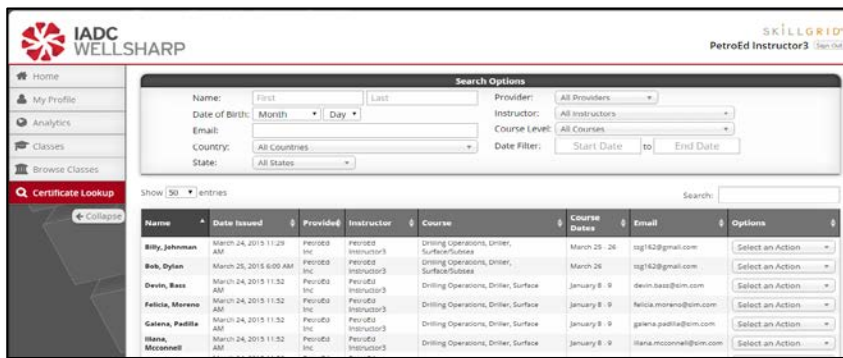 IADC
WELLSHARP
SKILLGRID
PetroEd Instructor3 Sign Out
Home
My Profile
Analytics
Classes
Browse Classes
Certificate Lookup
Collapse
Search Options
Name: First Last Provider: All Providers
Date of Birth: Month Day Instructor: All Instructors
Email: Course Level: All Courses
Country: All Countries Date Filter: Start Date to End Date
State: All States
Show 50 entries Search:
Name Date Issued Provider Instructor Course Course Dates Email Options
Billy, Johnman March 24, 2015 11:29 AM PetroEd Inc PetroEd Instructor3 Drilling Operations, Driller, Surface/Subsea March 25 - 26 tsg162@gmail.com Select an Action
Bob, Dylan March 25, 2015 6:00 AM PetroEd Inc PetroEd Instructor3 Drilling Operations, Driller, Surface/Subsea March 26 tsg162@gmail.com Select an Action
Devin, Bass March 24, 2015 11:52 AM PetroEd Inc PetroEd Instructor3 Drilling Operations, Driller, Surface January 8 - 9 devin.bass@sim.com Select an Action
Felicia, Moreno March 24, 2015 11:52 AM PetroEd Inc PetroEd Instructor3 Drilling Operations, Driller, Surface January 8 - 9 felicia.moreno@sim.com Select an Action
Galena, Padilla March 24, 2015 11:52 AM PetroEd Inc PetroEd Instructor3 Drilling Operations, Driller, Surface January 8 - 9 galena.padilla@sim.com Select an Action
Iliana, Mcconnell March 24, 2015 11:52 AM PetroEd Inc PetroEd Instructor3 Drilling Operations, Driller, Surface January 8 - 9 iliana.mcconnell@sim.com Select an Action